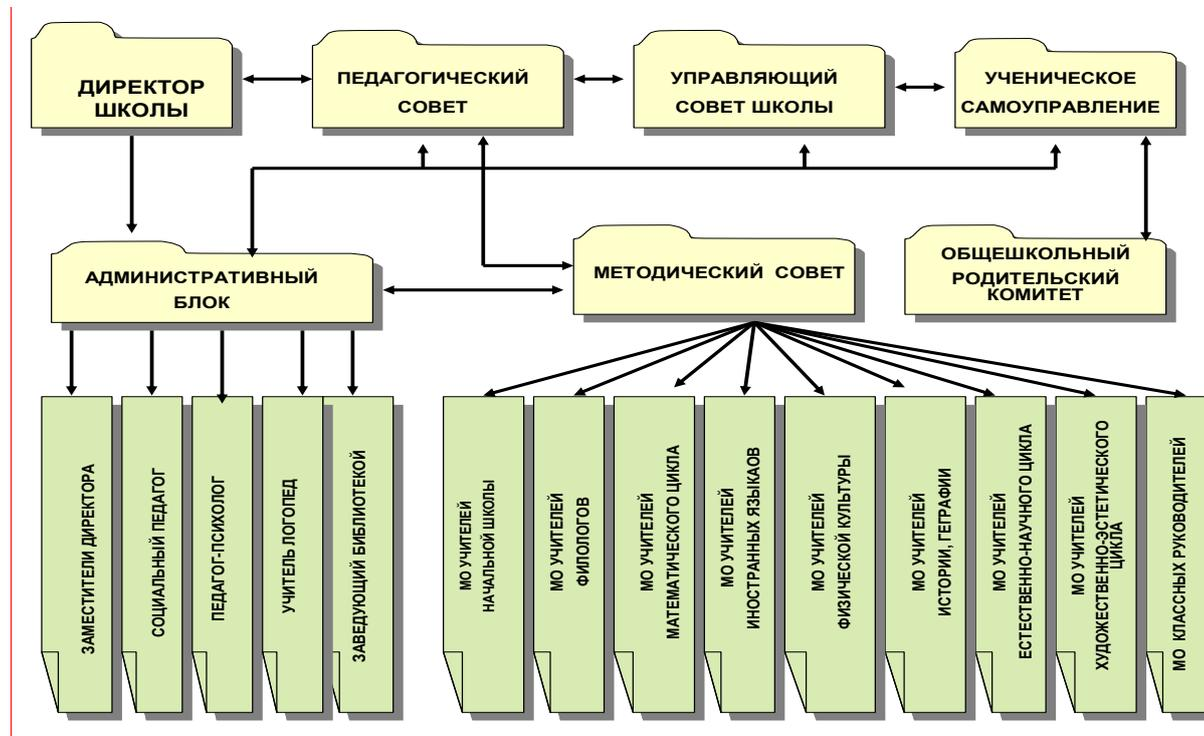 ДИРЕКТОР
ШКОЛЫ
ПЕДАГОГИЧЕСКИЙ
СОВЕТ
УПРАВЛЯЮЩИЙ
СОВЕТ ШКОЛЫ
УЧЕНИЧЕСКОЕ
САМОУПРАВЛЕНИЕ
АДМИНИСТРАТИВНЫЙ
БЛОК
МЕТОДИЧЕСКИЙ СОВЕТ
ОБЩЕШКОЛЬНЫЙ
РОДИТЕЛЬСКИЙ
КОМИТЕТ
ЗАМЕСТИТЕЛИ ДИРЕКТОРА
СОЦИАЛЬНЫЙ ПЕДАГОГ
ПЕДАГОГ-ПСИХОЛОГ
УЧИТЕЛЬ ЛОГОПЕД
ЗАВЕДУЮЩИЙ БИБЛИОТЕКОЙ
МО УЧИТЕЛЕЙ
НАЧАЛЬНОЙ ШКОЛЫ
МО УЧИТЕЛЕЙ
ФИЛОЛОГОВ
МО УЧИТЕЛЕЙ
МАТЕМАТИЧЕСКОГО ЦИКЛА
МО УЧИТЕЛЕЙ
ИНОСТРАННЫХ ЯЗЫКАОВ
МО УЧИТЕЛЕЙ
ФИЗИЧЕСКОЙ КУЛЬТУРЫ
МО УЧИТЕЛЕЙ
ИСТОРИИ, ГЕГРАФИИ
МО УЧИТЕЛЕЙ
ЕСТЕСТВЕННО-НАУЧНОГО ЦИКЛА
МО УЧИТЕЛЕЙ
ХУДОЖЕСТВЕННО-ЭСТЕТИЧЕСКОГО
ЦИКЛА
МО КЛАССНЫХ РУКОВОДИТЕЛЕЙ